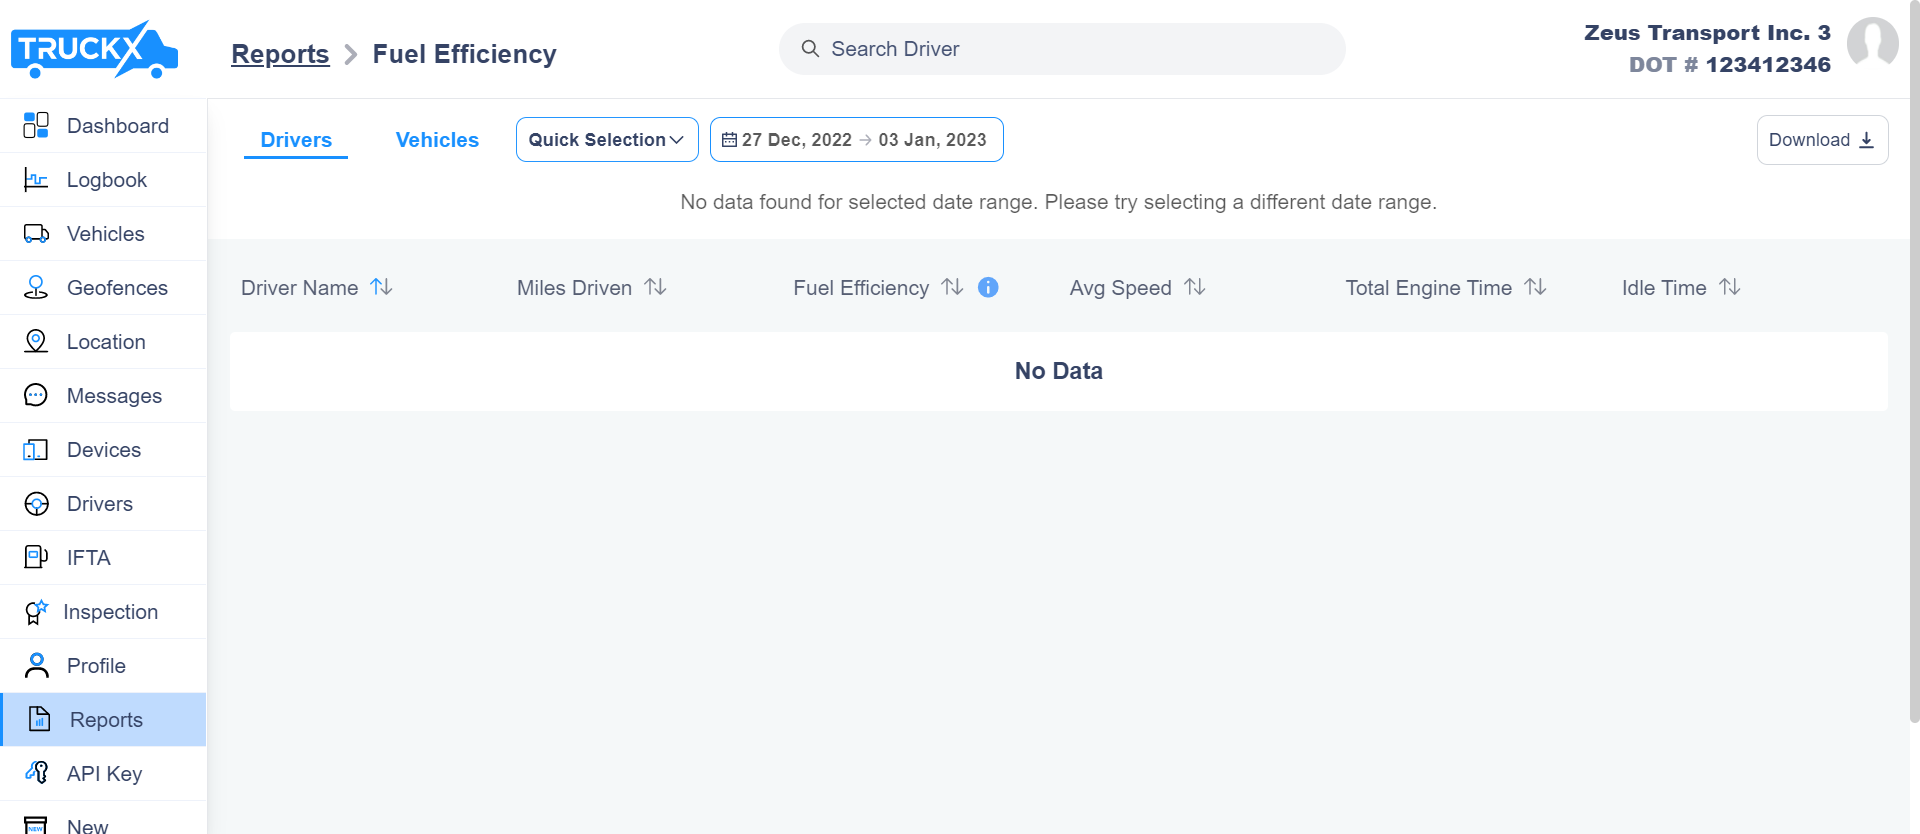 TRUCKX
Reports > Fuel Efficiency
Search Driver
Zeus Transport Inc. 3
DOT # 123412346
Dashboard
Logbook
Vehicles
Geofences
Location
Messages
Devices
Drivers
IFTA
Inspection
Profile
Reports
API Key
NEW
New
Drivers
Vehicles
Quick Selection
27 Dec, 2022 → 03 Jan, 2023
Download
No data found for selected date range. Please try selecting a different date range.
Driver Name
Miles Driven
Fuel Efficiency
Avg Speed
Total Engine Time
Idle Time
No Data